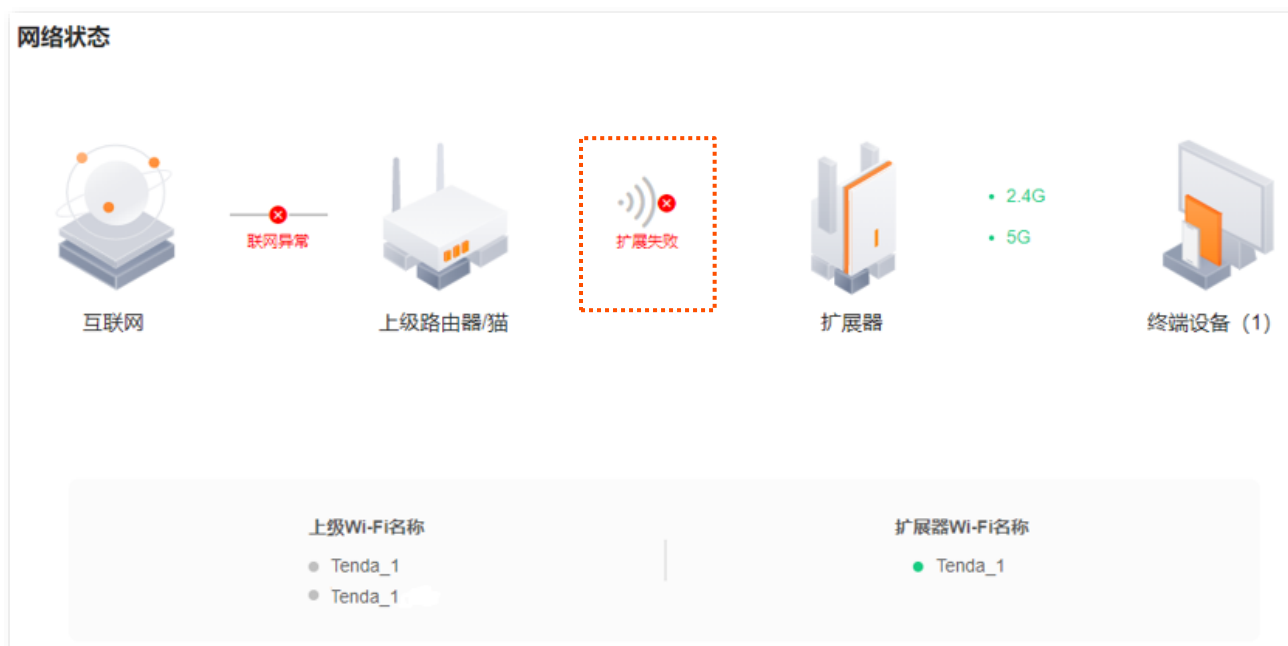 网络状态
联网异常
扩展失败
2.4G
5G
互联网
上级路由器/猫
扩展器
终端设备（1）
上级Wi-Fi名称
Tenda_1
Tenda_1
扩展器Wi-Fi名称
Tenda_1